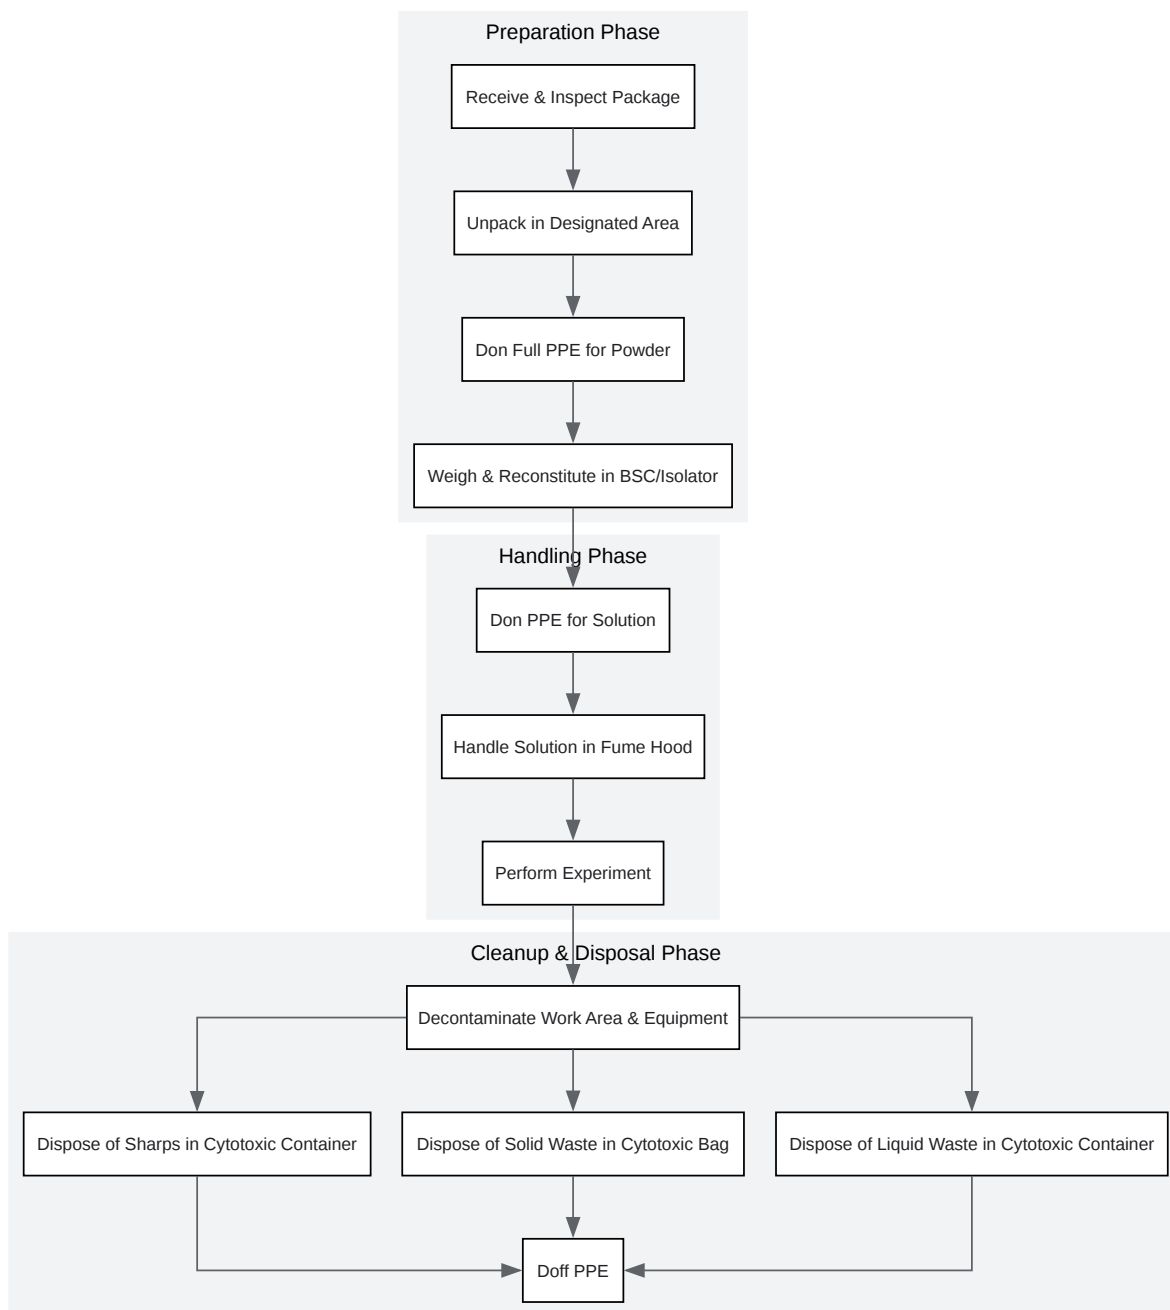 Preparation Phase
Receive & Inspect Package
Unpack in Designated Area
Don Full PPE for Powder
Weigh & Reconstitute in BSC/Isolator
Handling Phase
Don PPE for Solution
Handle Solution in Fume Hood
Perform Experiment
Cleanup & Disposal Phase
Decontaminate Work Area & Equipment
Dispose of Sharps in Cytotoxic Container
Dispose of Solid Waste in Cytotoxic Bag
Dispose of Liquid Waste in Cytotoxic Container
Doff PPE